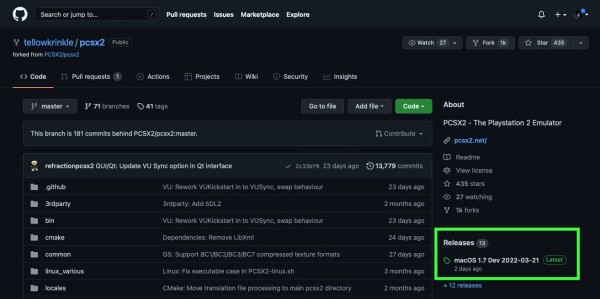 Search or jump to... /
Pull requests Issues Marketplace Explore
tellowkrinkle / pcsx2 Public
forked from PCSX2/pcsx2
Watch 27 Fork 1k Star 435
Code Pull requests 1 Actions Projects Wiki Security Insights
master 71 branches 41 tags Go to file Add file Code
This branch is 181 commits behind PCSX2/pcsx2:master. Contribute
refractionpcsx2 GUI/Qt: Update VU Sync option in Qt interface 23 days ago 13,779 commits
.github VU: Rework VUKickstart in to VUSync, swap behaviour 23 days ago
3rdparty 3rdparty: Add SDL2 2 months ago
bin VU: Rework VUKickstart in to VUSync, swap behaviour 23 days ago
cmake Dependencies: Remove LibXml 23 days ago
common GS: Support BC1/BC2/BC3/BC7 compressed texture formats 27 days ago
linux_various Linux: Fix executable case in PCSX2-linux.sh 3 months ago
locales CMake: Move translation file processing to main pcsx2 directory 2 months ago
About
PCSX2 - The Playstation 2 Emulator
pcsx2.net/
Readme
View license
435 stars
27 watching
1k forks
Releases 13
macOS 1.7 Dev 2022-03-21 Latest
2 days ago
+ 12 releases